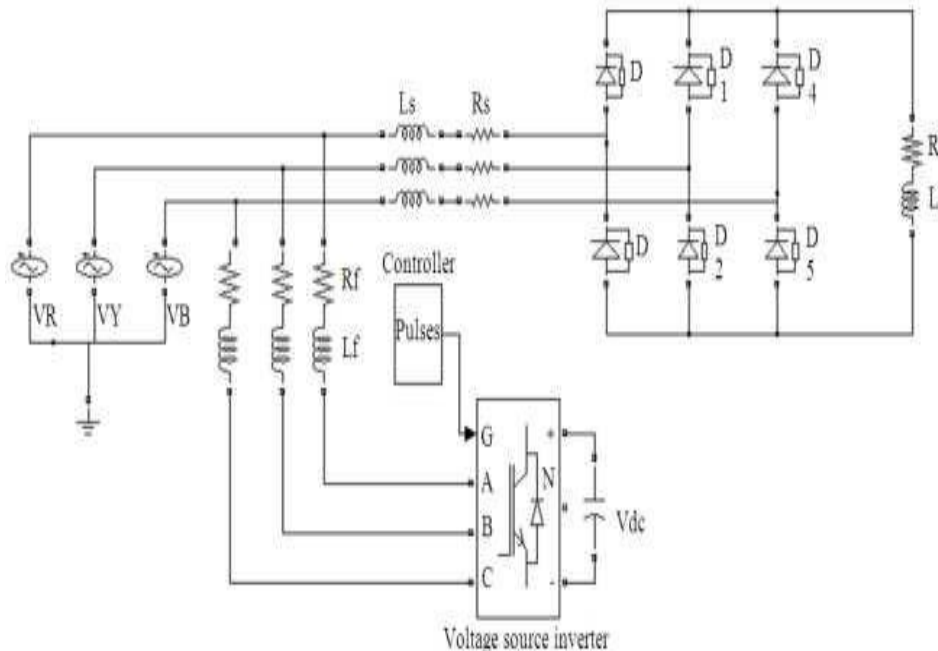 D
D
1
D
4
Ls
Rs
R
L
D
D
2
D
5
VR
VY
VB
Rf
Lf
Controller
Pulses
G
+
A
N
B
Vdc
C
-
Voltage source inverter